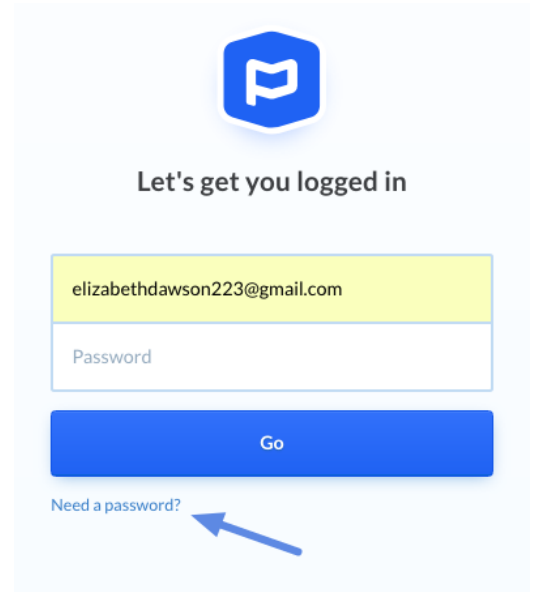 Let's get you logged in
elizabethdawson223@gmail.com
Password
Go
Need a password?